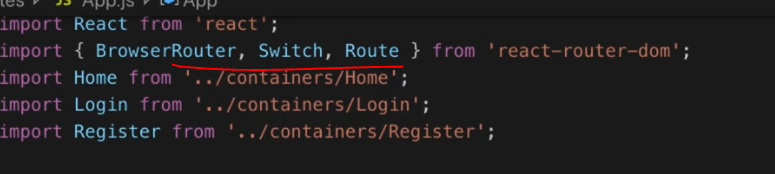 tes > JS App.js > App
import React from 'react';
import { BrowserRouter, Switch, Route } from 'react-router-dom';
import Home from '../containers/Home';
import Login from '../containers/Login';
import Register from '../containers/Register';